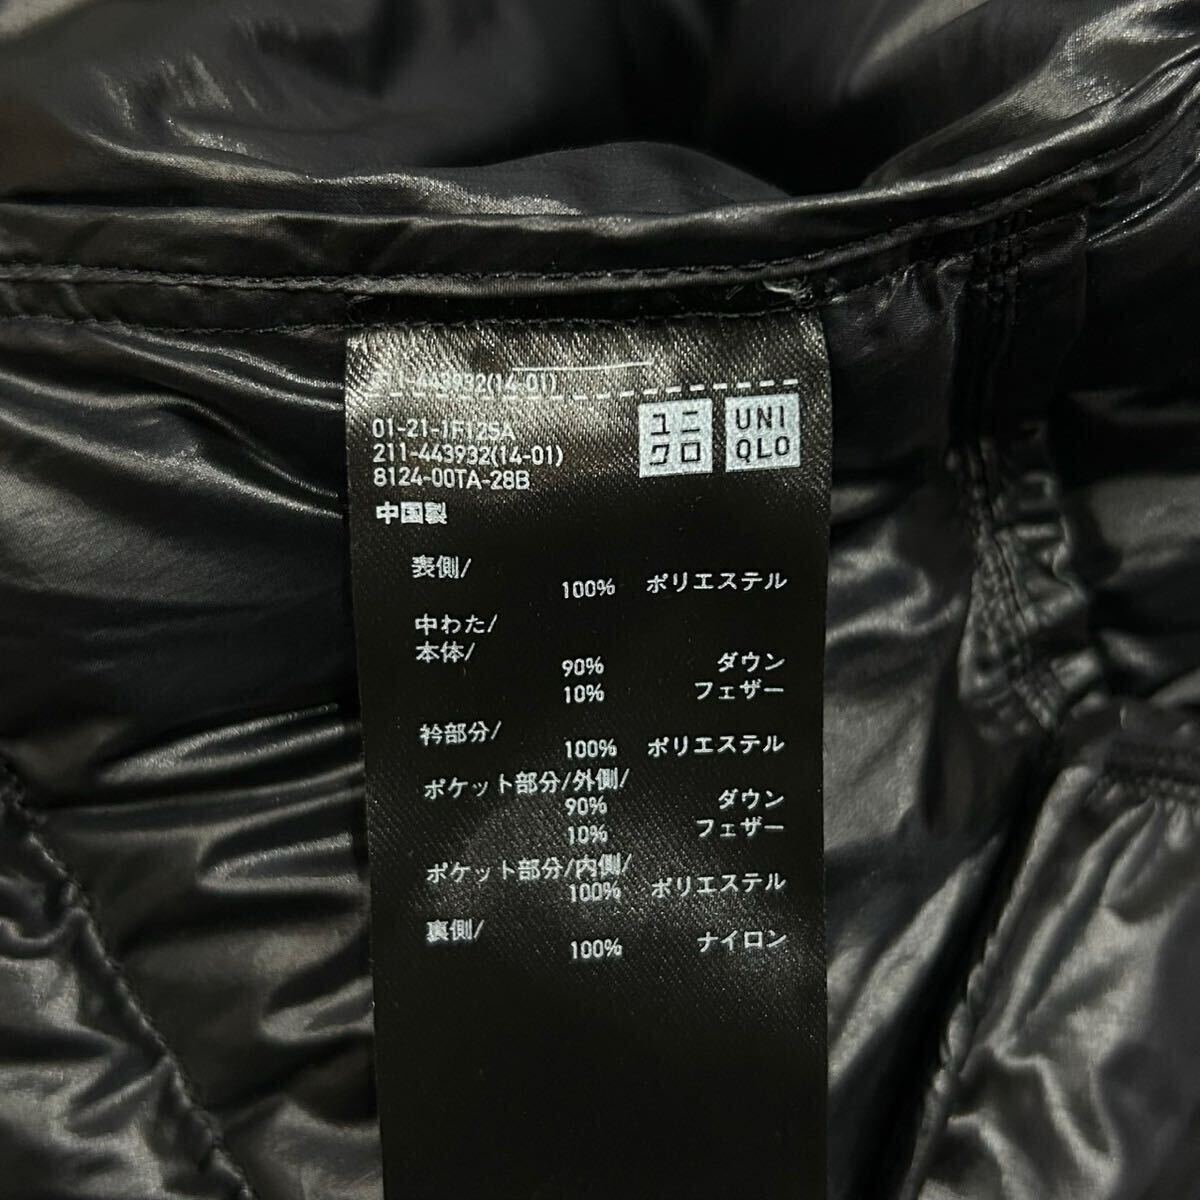 211-443932(14-01)
01-21-1F125A
211-443932(14-01)
8124-00TA-28B
ユニ
クロ
UNI
QLO
中国製
表側/
100% ポリエステル
中わた/
本体/
90% ダウン
10% フェザー
衿部分/
100% ポリエステル
ポケット部分/外側/
90% ダウン
10% フェザー
ポケット部分/内側/
100% ポリエステル
裏側/
100% ナイロン